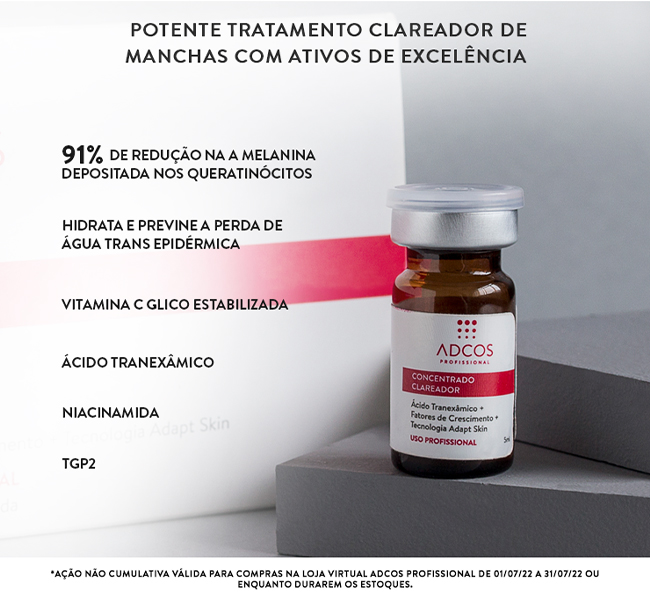 POTENTE TRATAMENTO CLAREADOR DE
MANCHAS COM ATIVOS DE EXCELÊNCIA
91% DE REDUÇÃO NA A MELANINA
DEPOSITADA NOS QUERATINÓCITOS
HIDRATA E PREVINE A PERDA DE
ÁGUA TRANS EPIDÉRMICA
VITAMINA C GLICO ESTABILIZADA
ÁCIDO TRANEXÂMICO
NIACINAMIDA
TGP2
Adapt Skin
ADCOS
PROFISSIONAL
CONCENTRADO
CLAREADOR
Ácido Tranexâmico +
Fatores de Crescimento +
Tecnologia Adapt Skin
USO PROFISSIONAL
5ml
*AÇÃO NÃO CUMULATIVA VÁLIDA PARA COMPRAS NA LOJA VIRTUAL ADCOS PROFISSIONAL DE 01/07/22 A 31/07/22 OU
ENQUANTO DURAREM OS ESTOQUES.